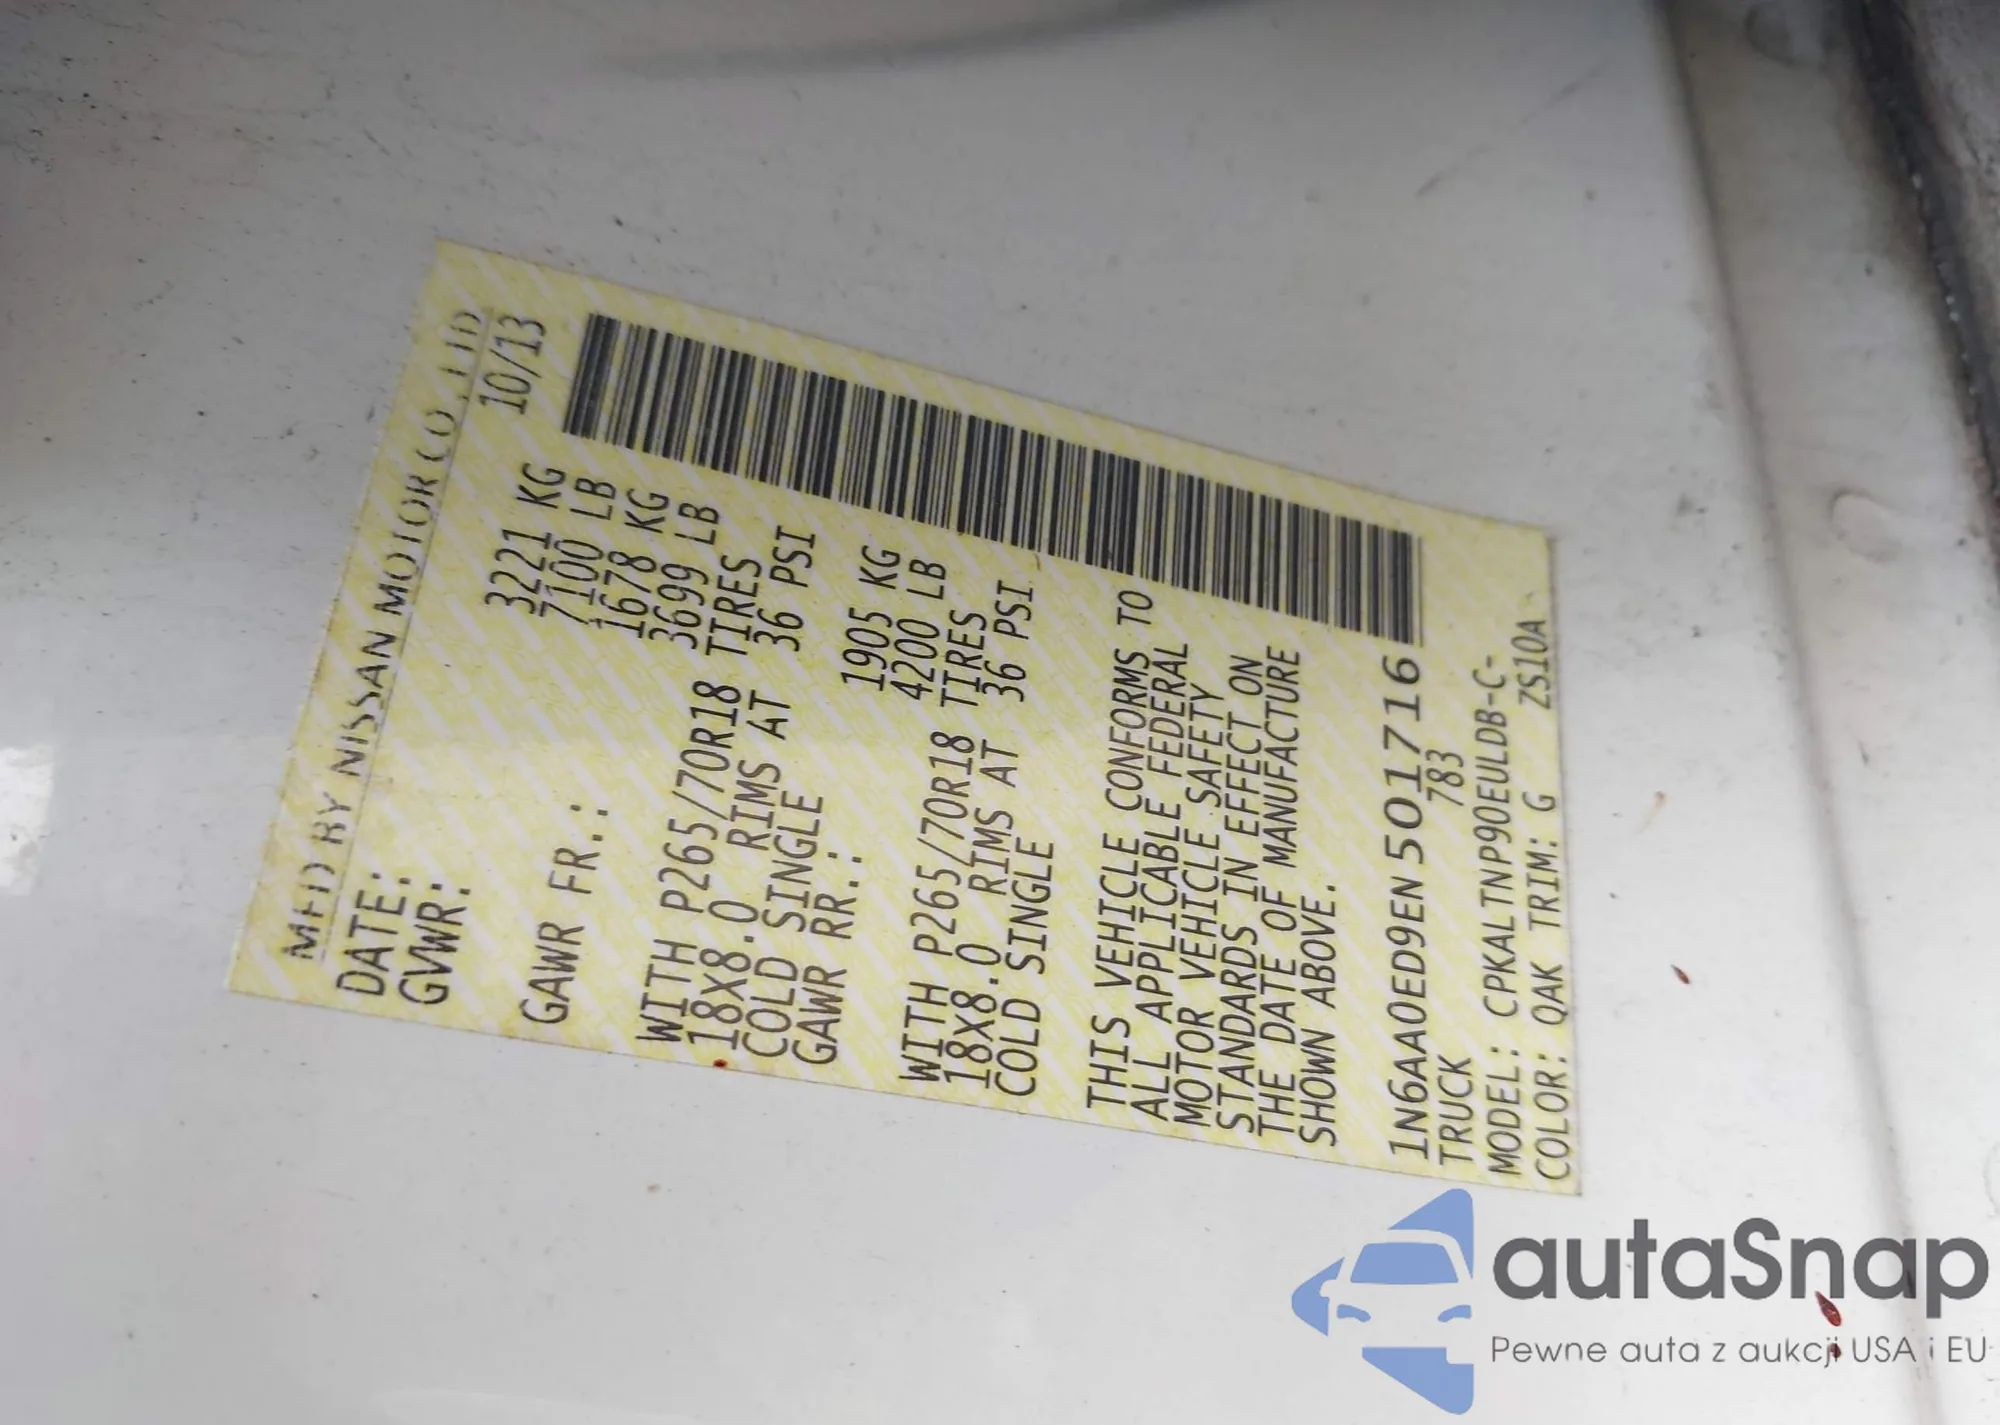 MFD BY NISSAN MOTOR CO.,LTD
DATE: 10/13
GVWR: 3221 KG
7100 LB
GAWR FR.: 1678 KG
3699 LB
WITH P265/70R18 TIRES
18X8.0 RIMS AT 36 PSI
COLD SINGLE
GAWR RR.: 1905 KG
4200 LB
WITH P265/70R18 TIRES
18X8.0 RIMS AT 36 PSI
COLD SINGLE
THIS VEHICLE CONFORMS TO
ALL APPLICABLE FEDERAL
MOTOR VEHICLE SAFETY
STANDARDS IN EFFECT ON
THE DATE OF MANUFACTURE
SHOWN ABOVE.
1N6AA0ED9EN501716
TRUCK 783
MODEL: CPKALTNP90EULDB-C-
COLOR: QAK TRIM: G ZS10A
autaSnap
Pewne auta z aukcji USA i EU